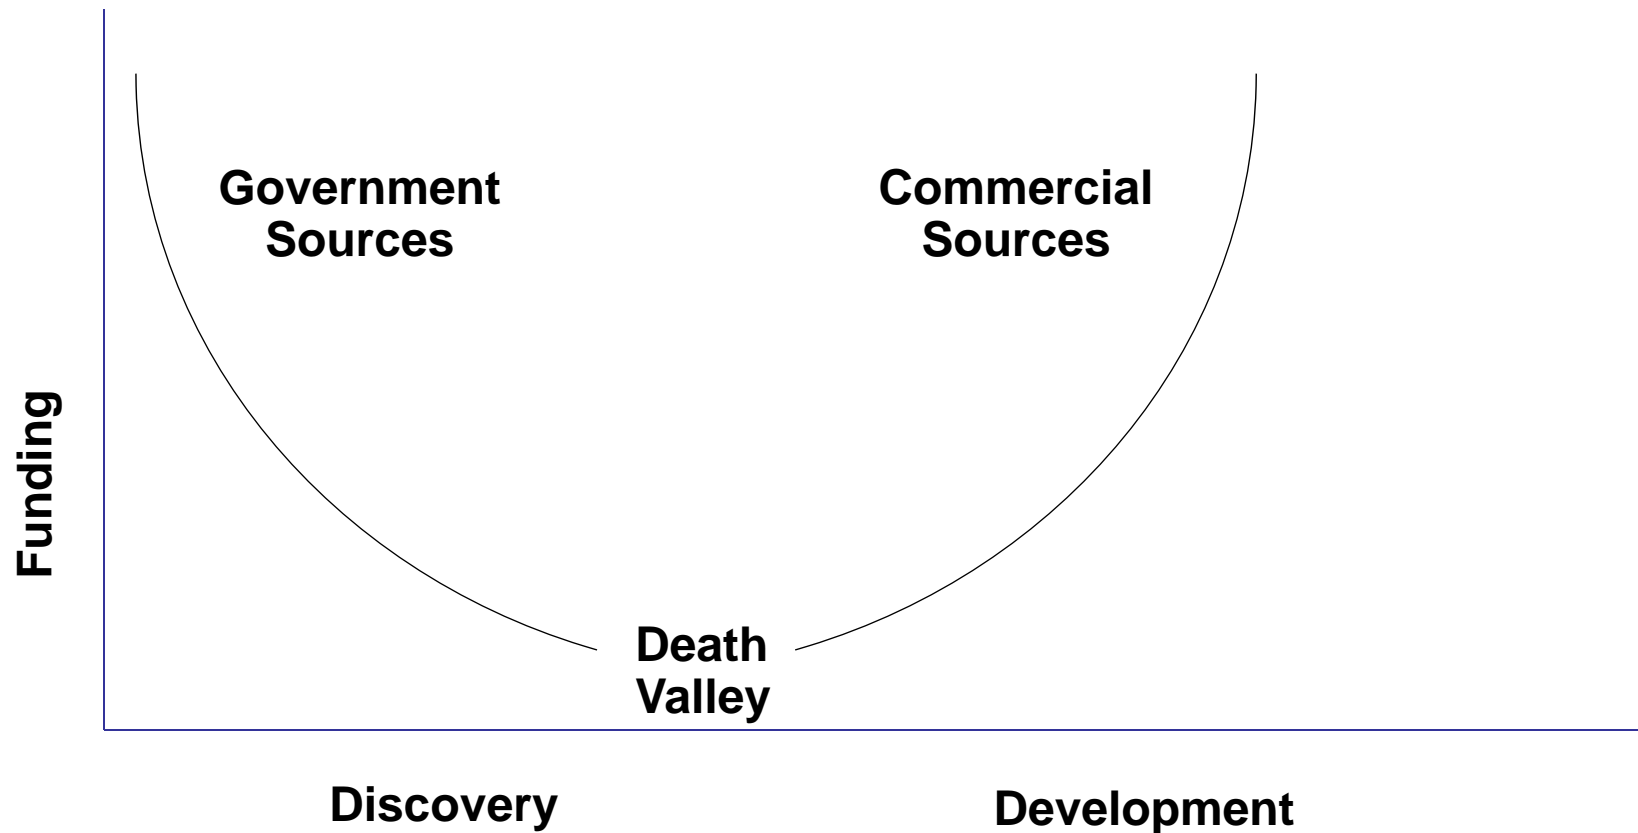 Government
Sources
Commercial
Sources
Funding
Death
Valley
Discovery
Development